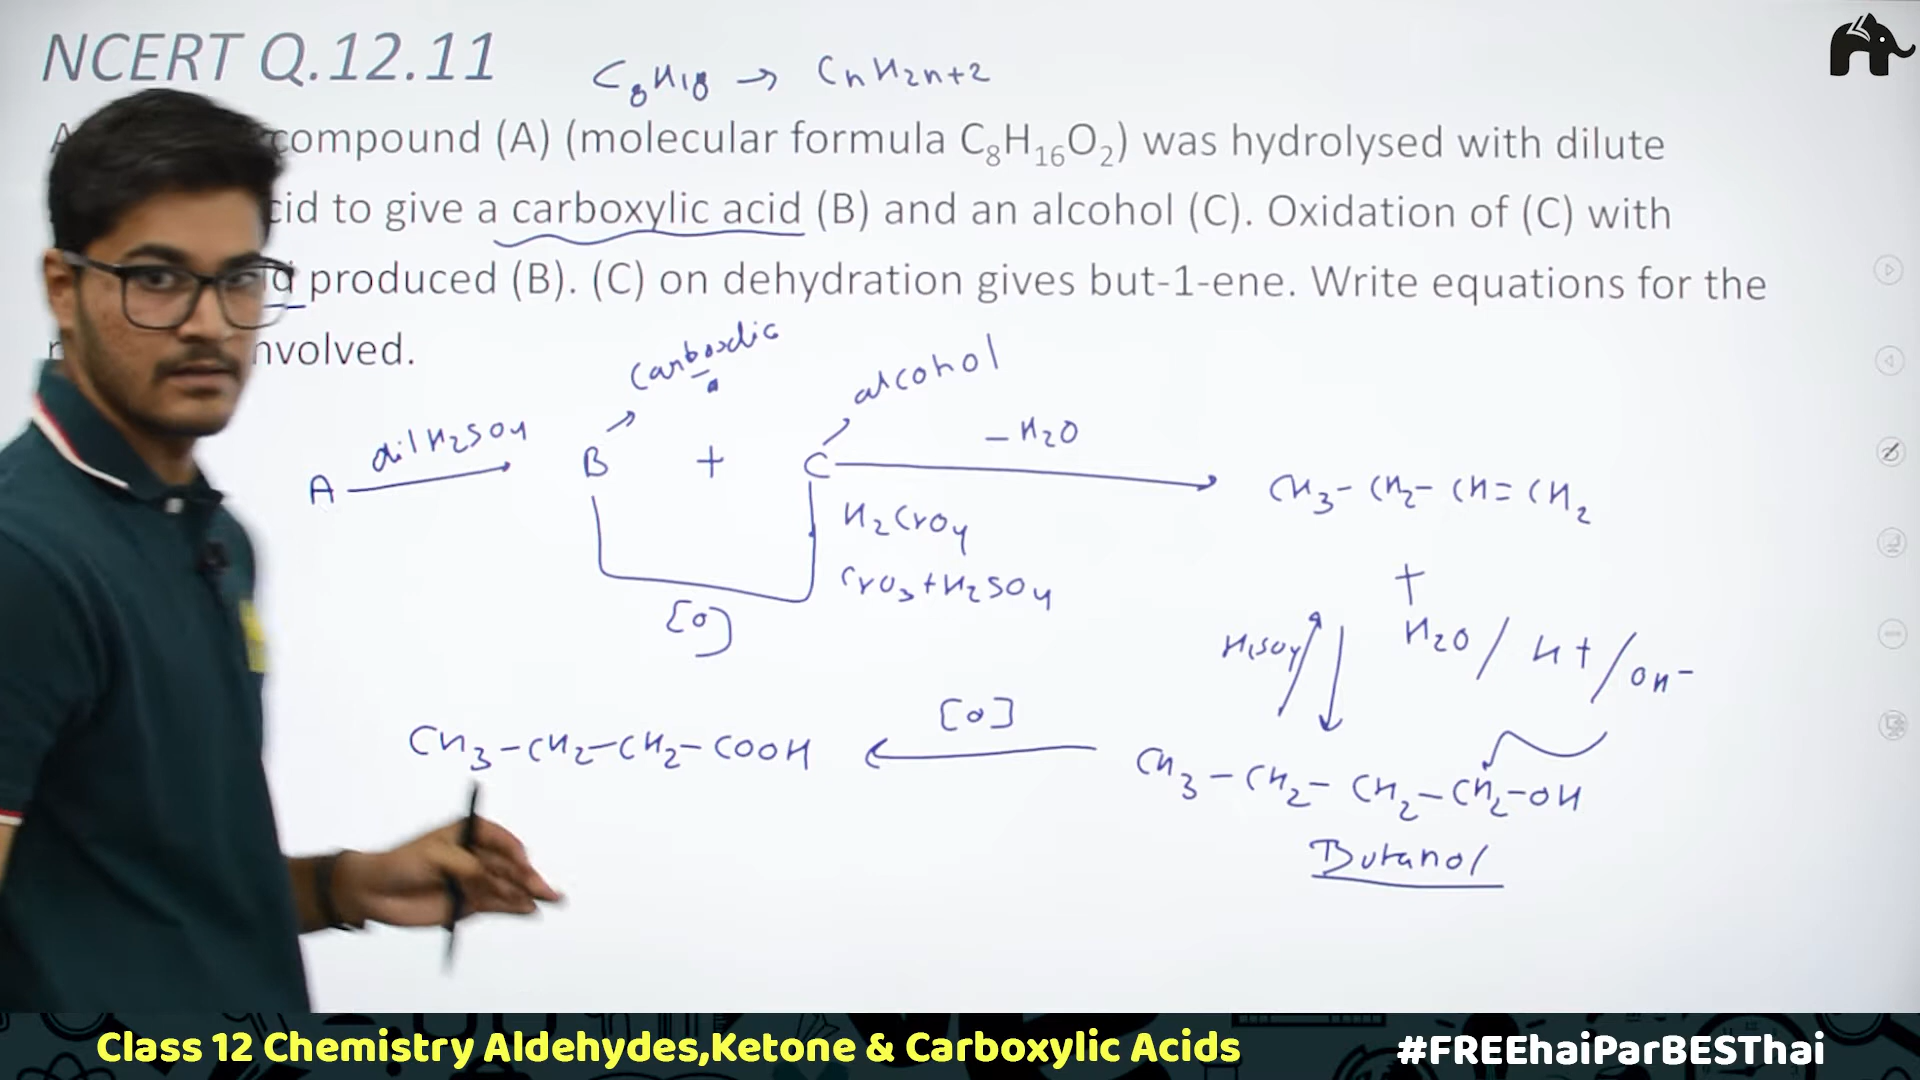 NCERT Q.12.11
C8H18 → CnH2n+2
compound (A) (molecular formula C8H16O2) was hydrolysed with dilute
cid to give a carboxylic acid (B) and an alcohol (C). Oxidation of (C) with
d produced (B). (C) on dehydration gives but-1-ene. Write equations for the
nvolved.
alcohol
A dil H2SO4 → B + C -H2O → CH3-CH2-CH=CH2
H2CrO4
CrO3+H2SO4
[O]
+
H2SO4 H2O / H+ / OH-
CH3-CH2-CH2-COOH ← [O] CH3-CH2-CH2-CH2-OH
Butanol
Class 12 Chemistry Aldehydes,Ketone & Carboxylic Acids
#FREEhaiParBESThai